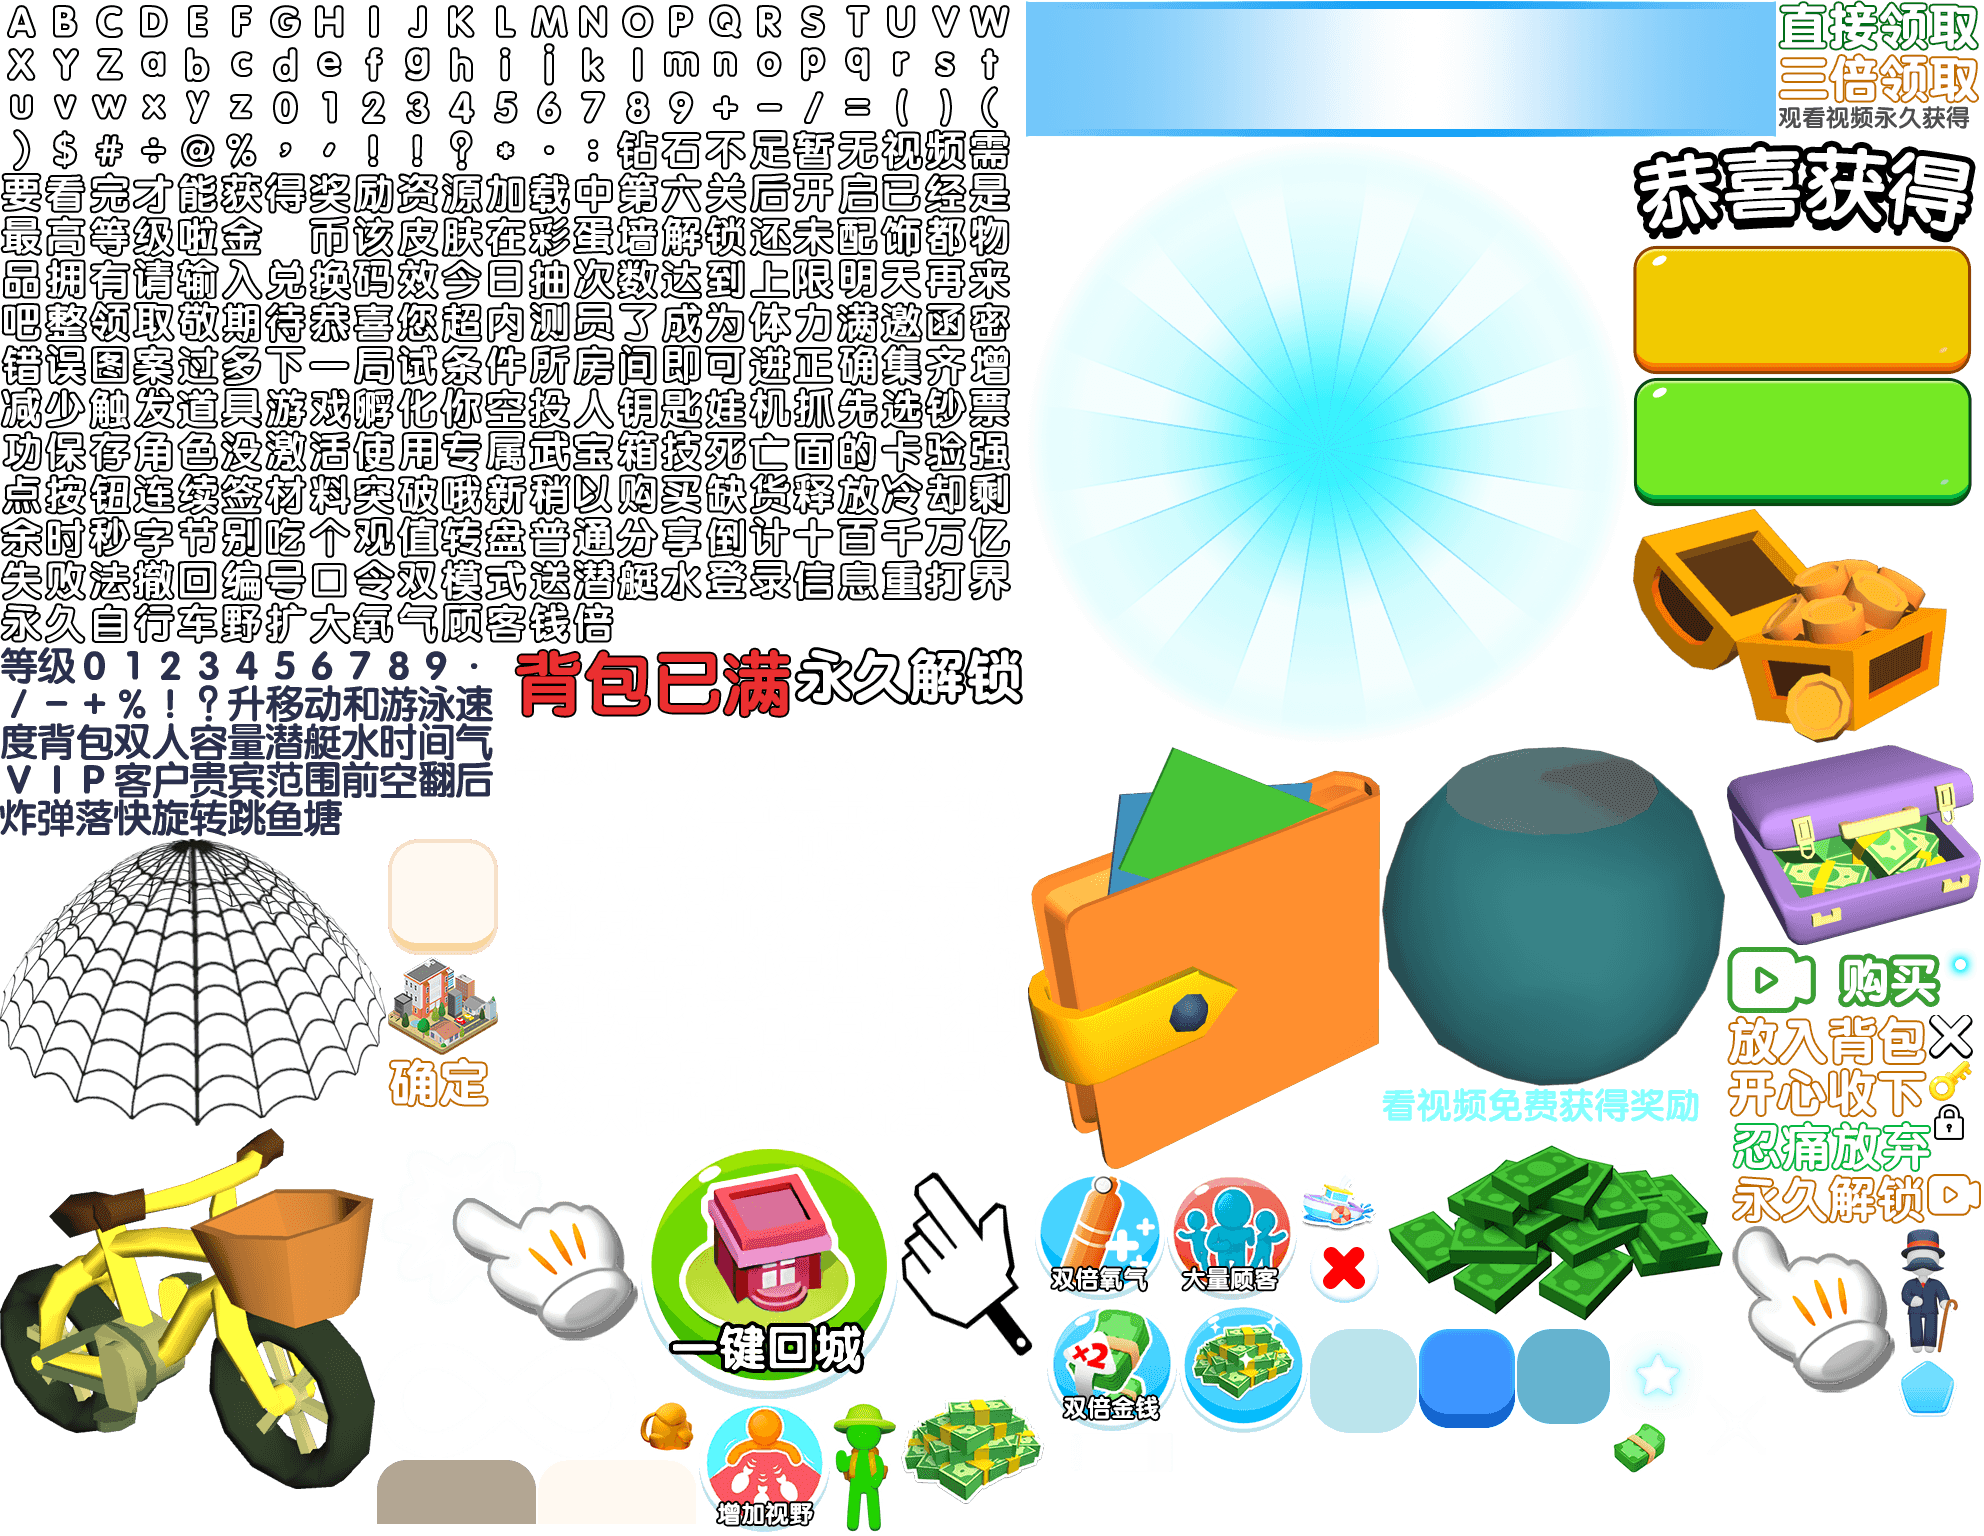 ABCDEFGHIJKLMNOPQRSTUVW
XYZabcdefghijklmnopqrst
uvwxyz0123456789+-/=()(
)$#÷@%，′!！?*·:钻石不足暂无视频需
要看完才能获得奖励资源加载中第六关后开启已经是
最高等级啦金 币该皮肤在彩蛋墙解锁还未配饰都物
品拥有请输入兑换码效今日抽次数达到上限明天再来
吧整领取敬期待恭喜您超内测员了成为体力满邀函密
错误图案过多下一局试条件所房间即可进正确集齐增
减少触发道具游戏孵化你空投人钥匙娃机抓先选钞票
功保存角色没激活使用专属武宝箱技死亡面的卡验强
点按钮连续签材料突破哦新稍以购买缺货释放冷却剩
余时秒字节别吃个观值转盘普通分享倒计十百千万亿
失败法撤回编号口令双模式送潜艇水登录信息重打界
永久自行车野扩大氧气顾客钱倍
等级0123456789·
/-+%!?升移动和游泳速
度背包双人容量潜艇水时间气
VIP客户贵宾范围前空翻后
炸弹落快旋转跳鱼塘
背包已满
永久解锁
直接领取
三倍领取
观看视频永久获得
恭喜获得
确定
购买
放入背包
开心收下
忍痛放弃
永久解锁
看视频免费获得奖励
一键回城
双倍氧气
大量顾客
×2
双倍金钱
增加视野